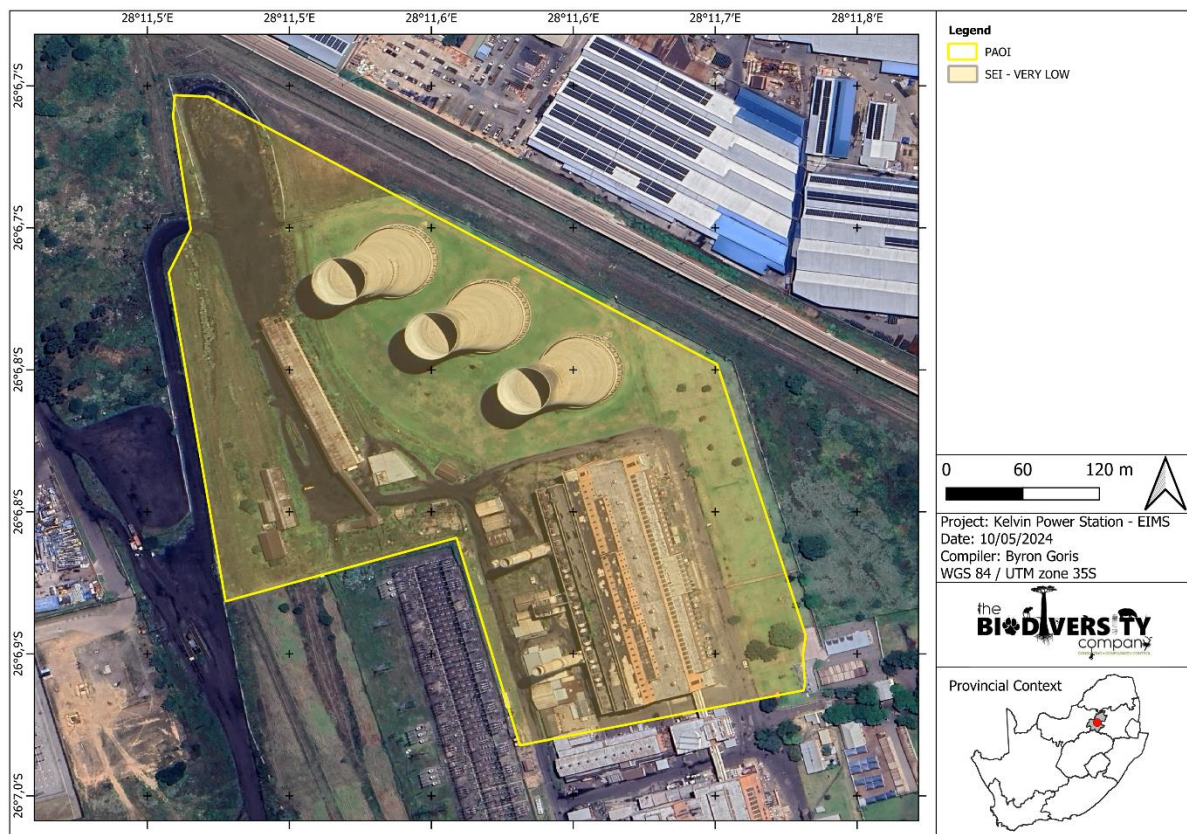 28°11,5'E 28°11,5'E 28°11,6'E 28°11,6'E 28°11,7'E 28°11,8'E
26°6,7'S
26°6,7'S
26°6,8'S
26°6,8'S
26°6,9'S
26°7,0'S
Legend
PAOI
SEI - VERY LOW
0 60 120 m
Project: Kelvin Power Station - EIMS
Date: 10/05/2024
Compiler: Byron Goris
WGS 84 / UTM zone 35S
the
BIODIVERSITY
company
Provincial Context